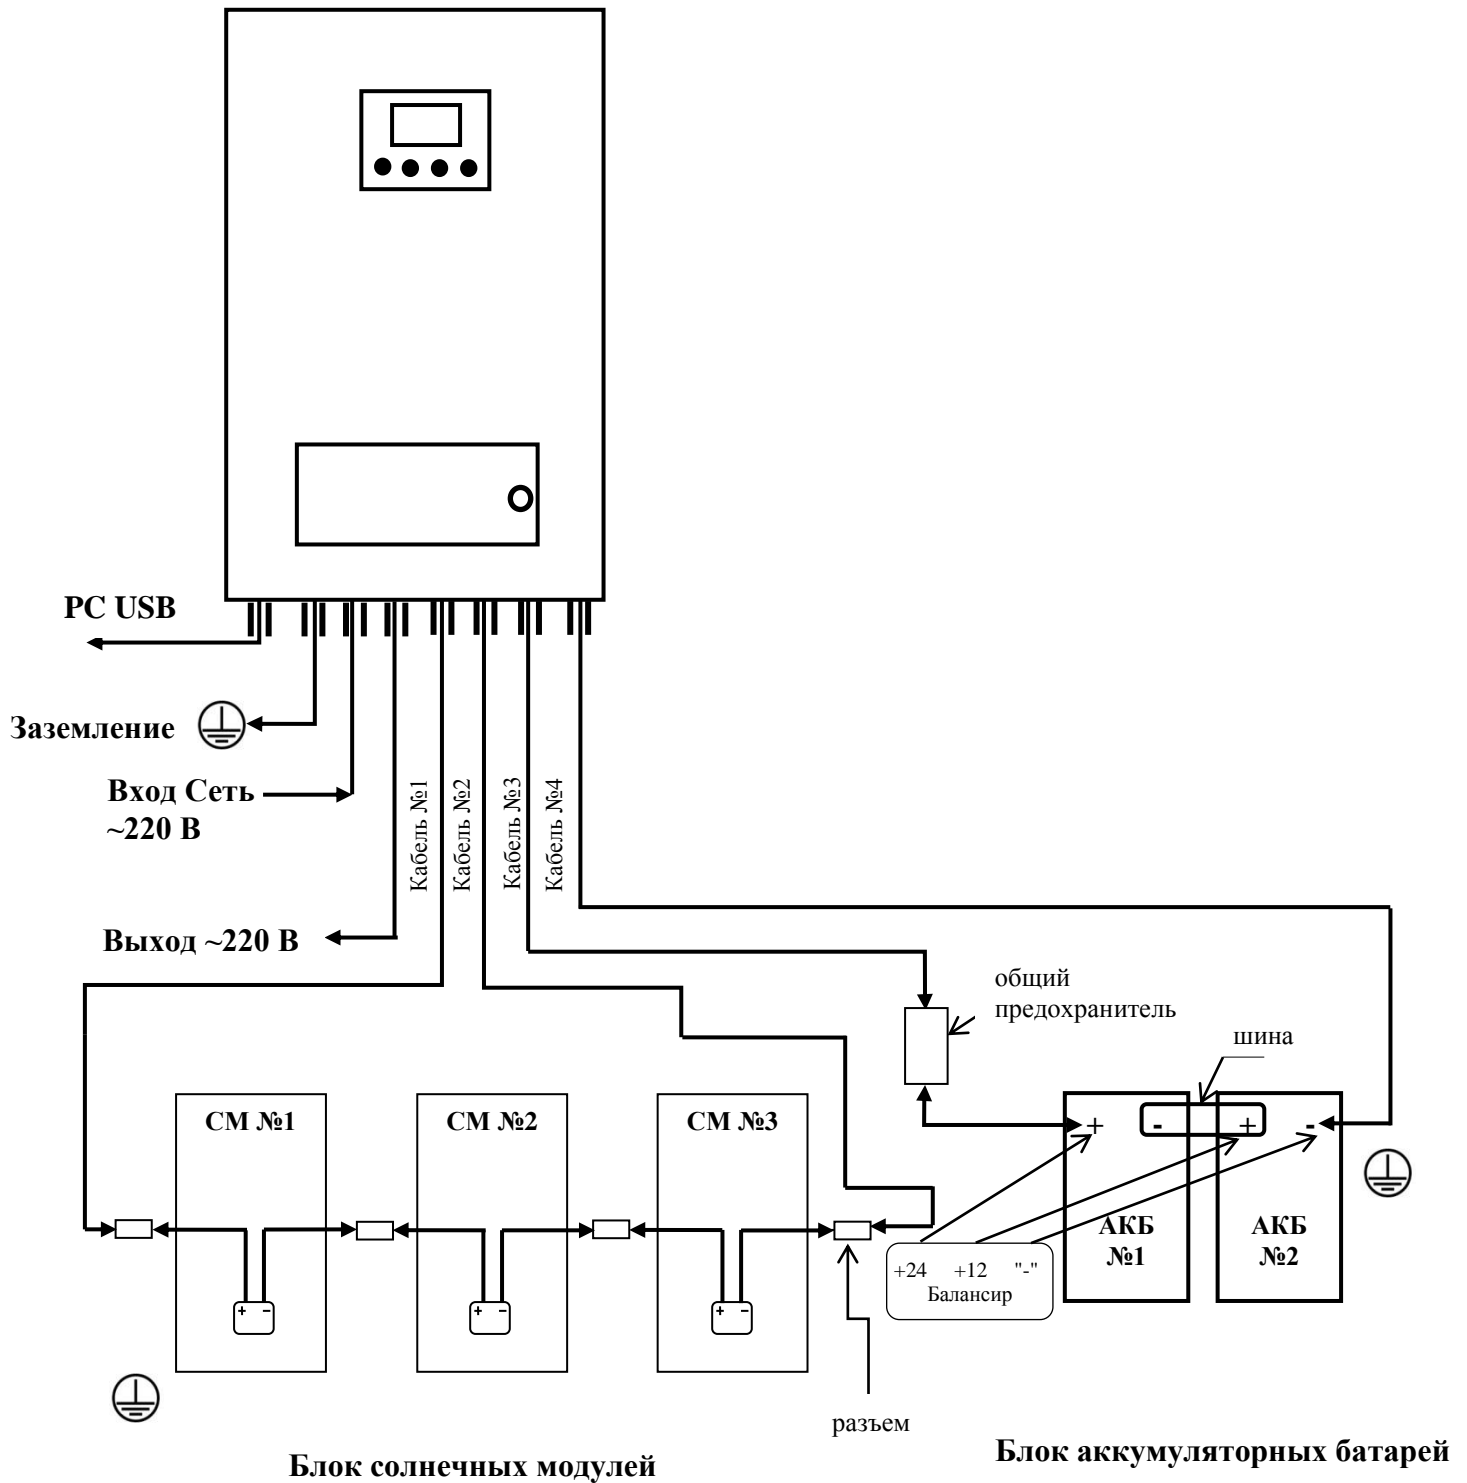 PC USB
Заземление
Вход Сеть
~220 В
Выход ~220 В
Кабель №1
Кабель №2
Кабель №3
Кабель №4
общий
предохранитель
шина
СМ №1
СМ №2
СМ №3
+ - + -
АКБ
№1
АКБ
№2
+24 +12 "-"
Балансир
+ −
+ −
+ −
разъем
Блок солнечных модулей
Блок аккумуляторных батарей